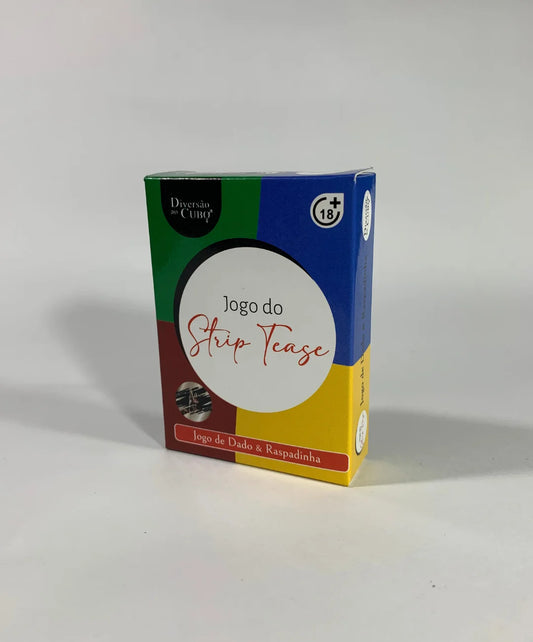 Diversão
ao
CUBO
18+
Jogo do
Strip Tease
Jogo de Dado & Raspadinha